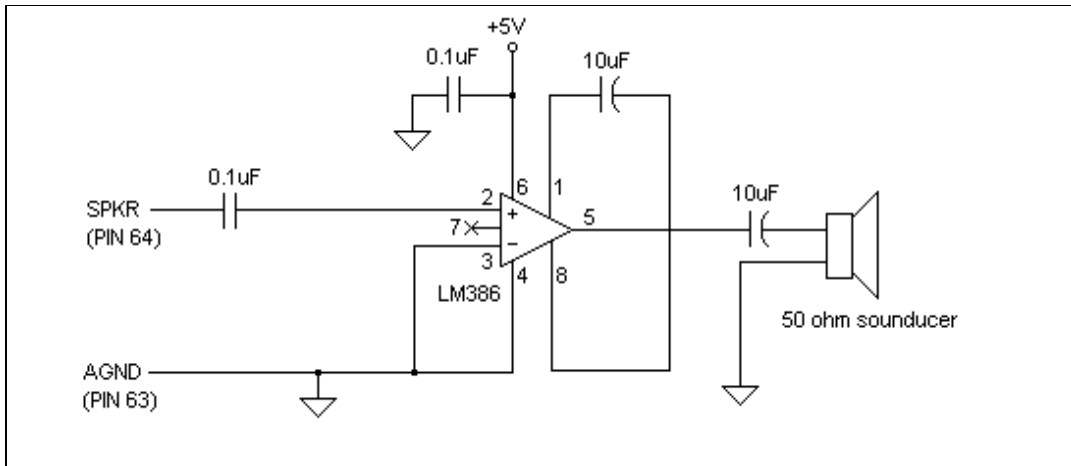 +5V
0.1uF
10uF
0.1uF
6
1
2
SPKR
+
5
10uF
(PIN 64)
7
−
3
4
8
LM386
50 ohm sounducer
AGND
(PIN 63)